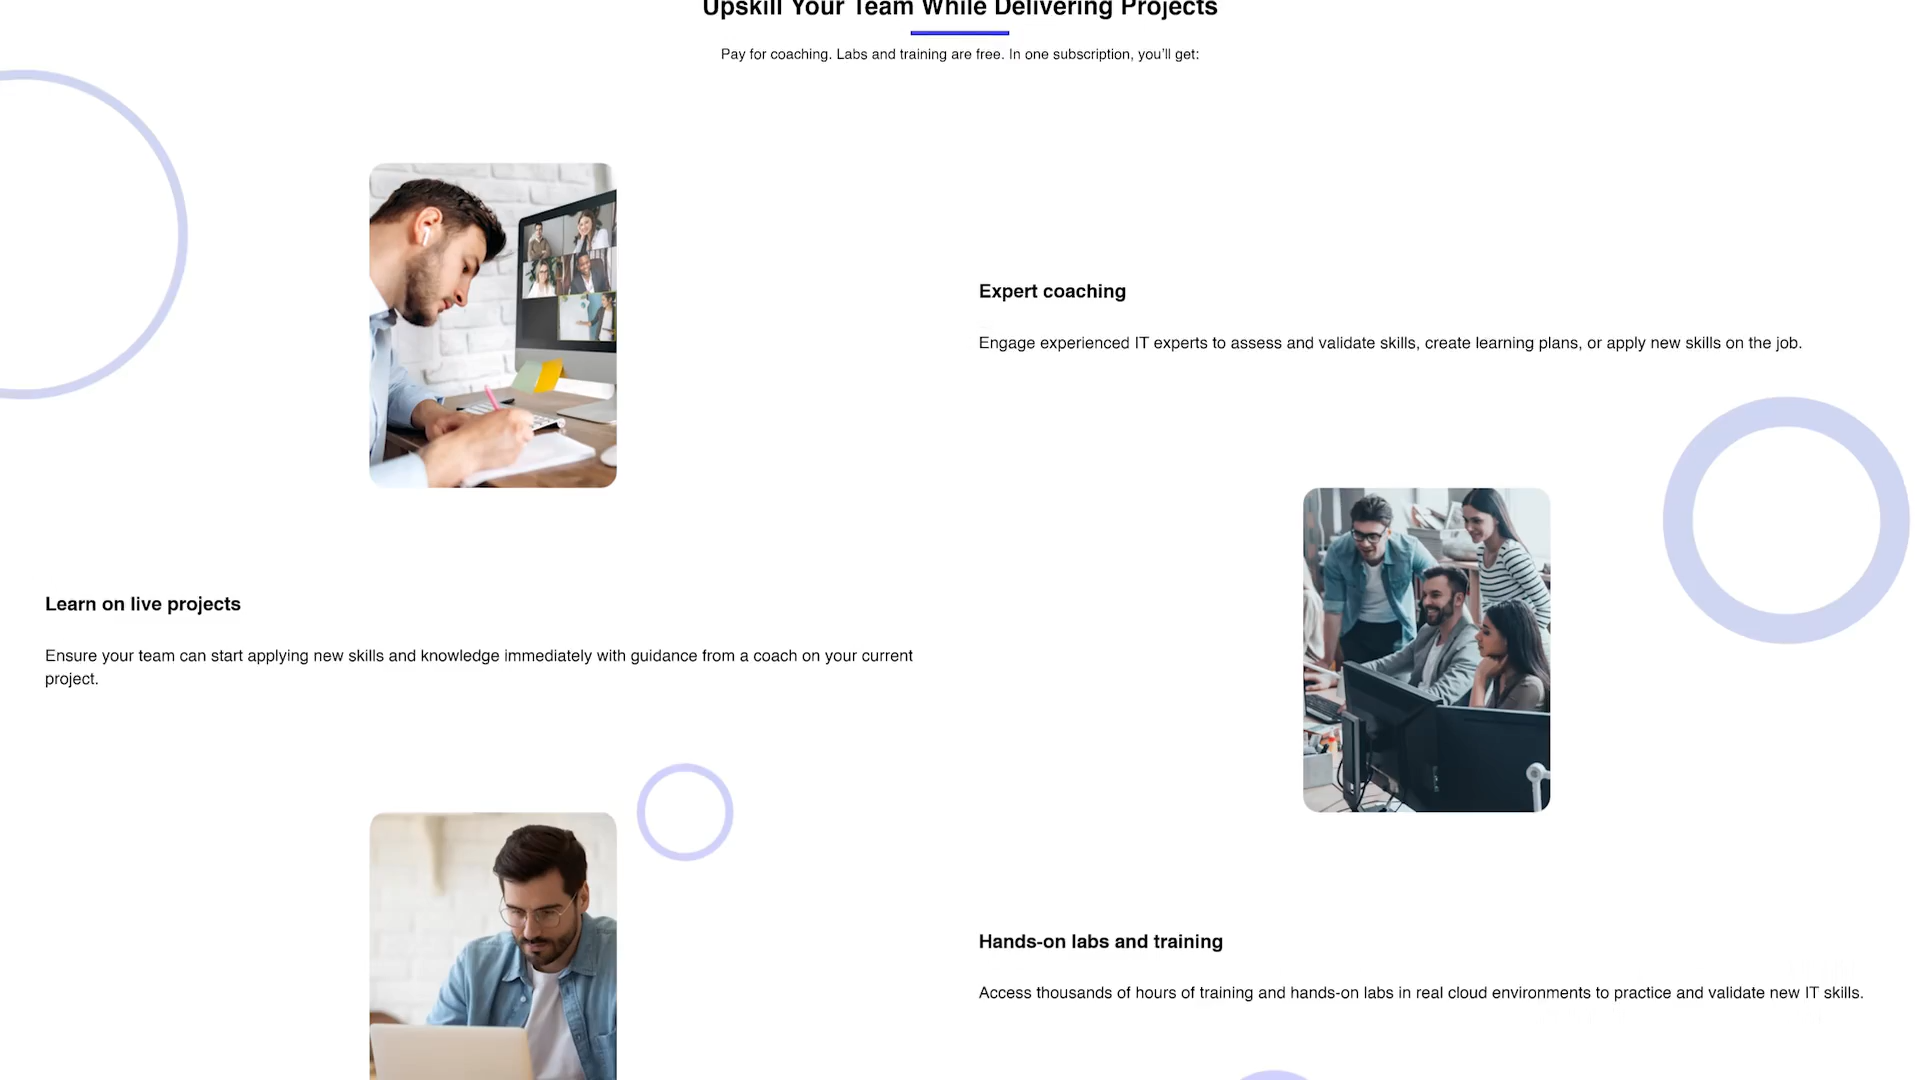 Upskill Your Team While Delivering Projects
Pay for coaching. Labs and training are free. In one subscription, you'll get:
Expert coaching
Engage experienced IT experts to assess and validate skills, create learning plans, or apply new skills on the job.
Learn on live projects
Ensure your team can start applying new skills and knowledge immediately with guidance from a coach on your current
project.
Hands-on labs and training
Access thousands of hours of training and hands-on labs in real cloud environments to practice and validate new IT skills.